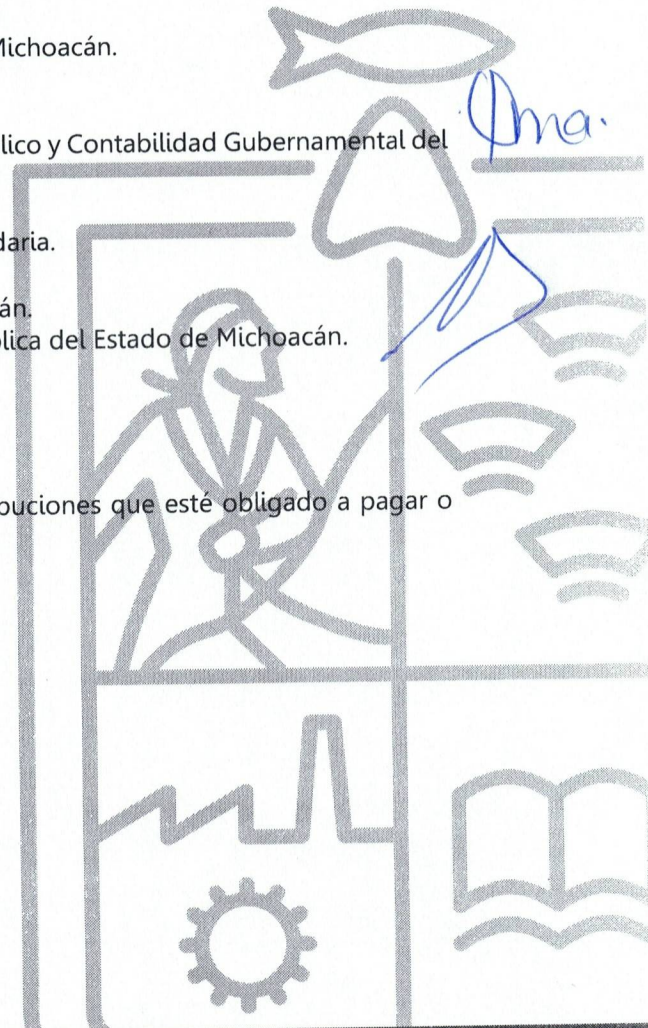 Michoacán.
lico y Contabilidad Gubernamental del
daria.
án.
lica del Estado de Michoacán.
buciones que esté obligado a pagar o